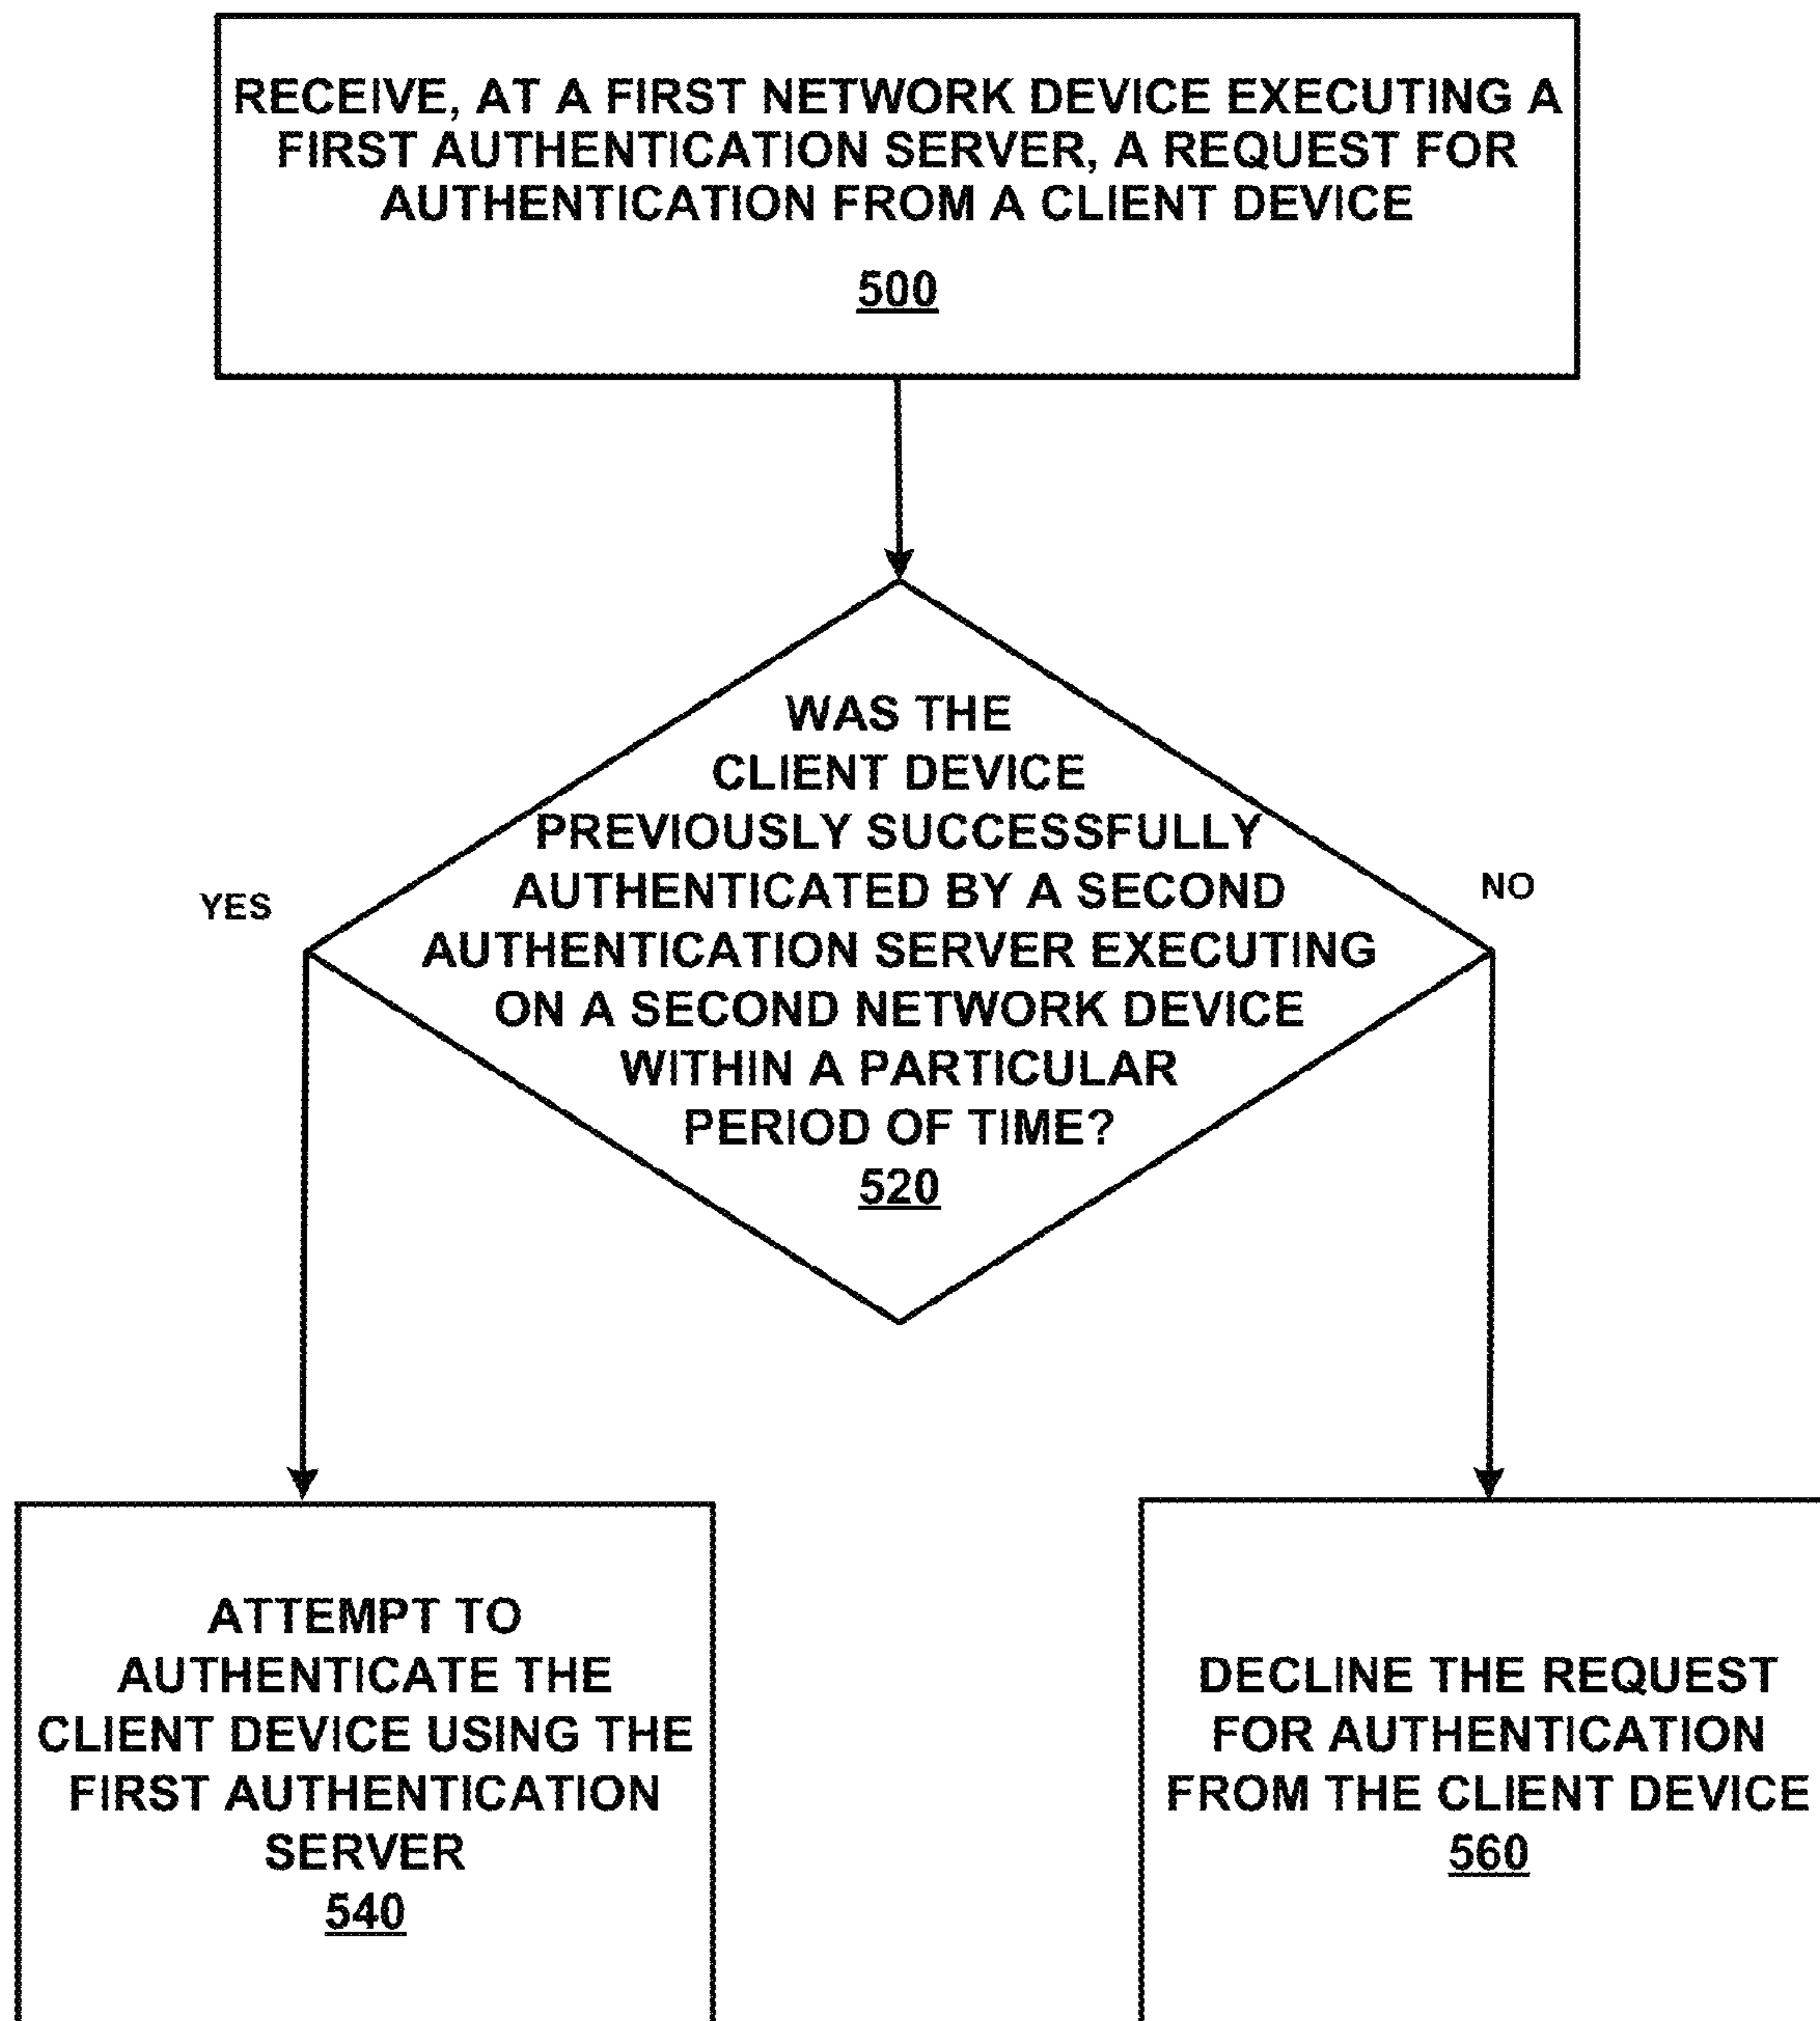 RECEIVE, AT A FIRST NETWORK DEVICE EXECUTING A
FIRST AUTHENTICATION SERVER, A REQUEST FOR
AUTHENTICATION FROM A CLIENT DEVICE
500
WAS THE
CLIENT DEVICE
PREVIOUSLY SUCCESSFULLY
AUTHENTICATED BY A SECOND
AUTHENTICATION SERVER EXECUTING
ON A SECOND NETWORK DEVICE
WITHIN A PARTICULAR
PERIOD OF TIME?
520
YES
NO
ATTEMPT TO
AUTHENTICATE THE
CLIENT DEVICE USING THE
FIRST AUTHENTICATION
SERVER
540
DECLINE THE REQUEST
FOR AUTHENTICATION
FROM THE CLIENT DEVICE
560